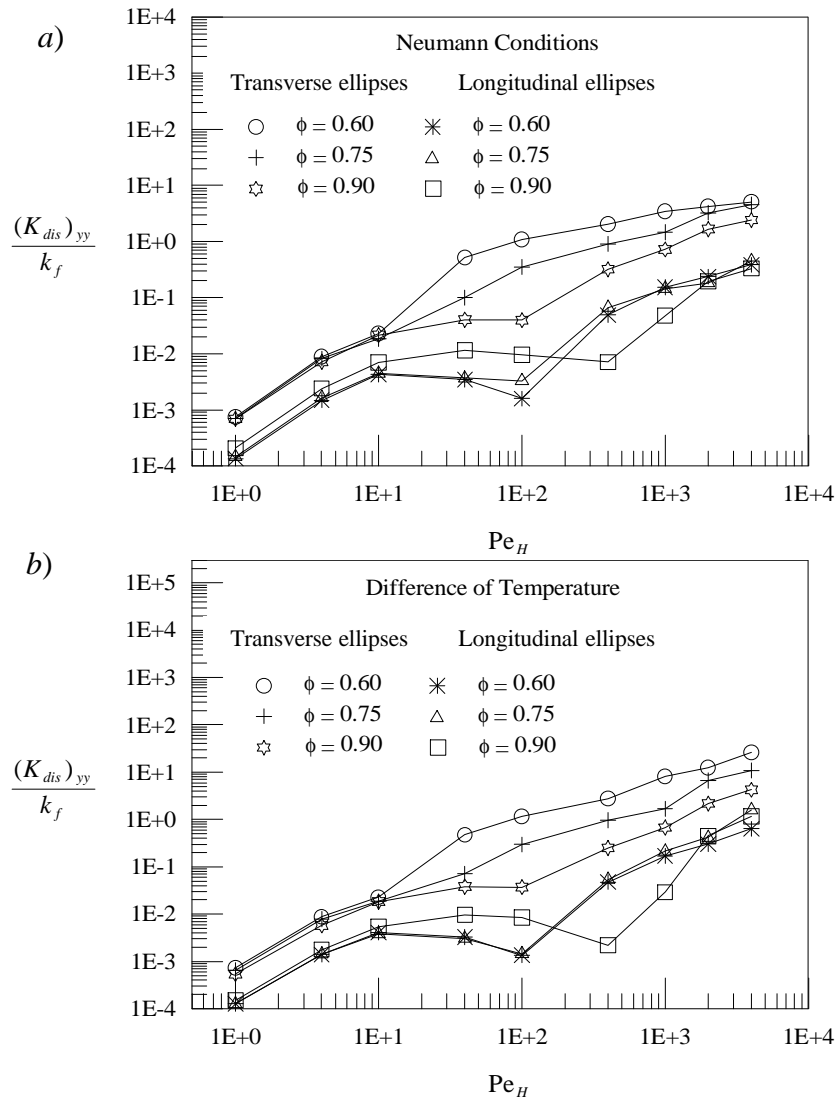 a)
Neumann Conditions
Transverse ellipses Longitudinal ellipses
ϕ = 0.60 ϕ = 0.60
ϕ = 0.75 ϕ = 0.75
ϕ = 0.90 ϕ = 0.90
(K_dis)_yy
k_f
1E+4
1E+3
1E+2
1E+1
1E+0
1E-1
1E-2
1E-3
1E-4
1E+0 1E+1 1E+2 1E+3 1E+4
Pe_H
b)
Difference of Temperature
Transverse ellipses Longitudinal ellipses
ϕ = 0.60 ϕ = 0.60
ϕ = 0.75 ϕ = 0.75
ϕ = 0.90 ϕ = 0.90
(K_dis)_yy
k_f
1E+5
1E+4
1E+3
1E+2
1E+1
1E+0
1E-1
1E-2
1E-3
1E-4
1E+0 1E+1 1E+2 1E+3 1E+4
Pe_H